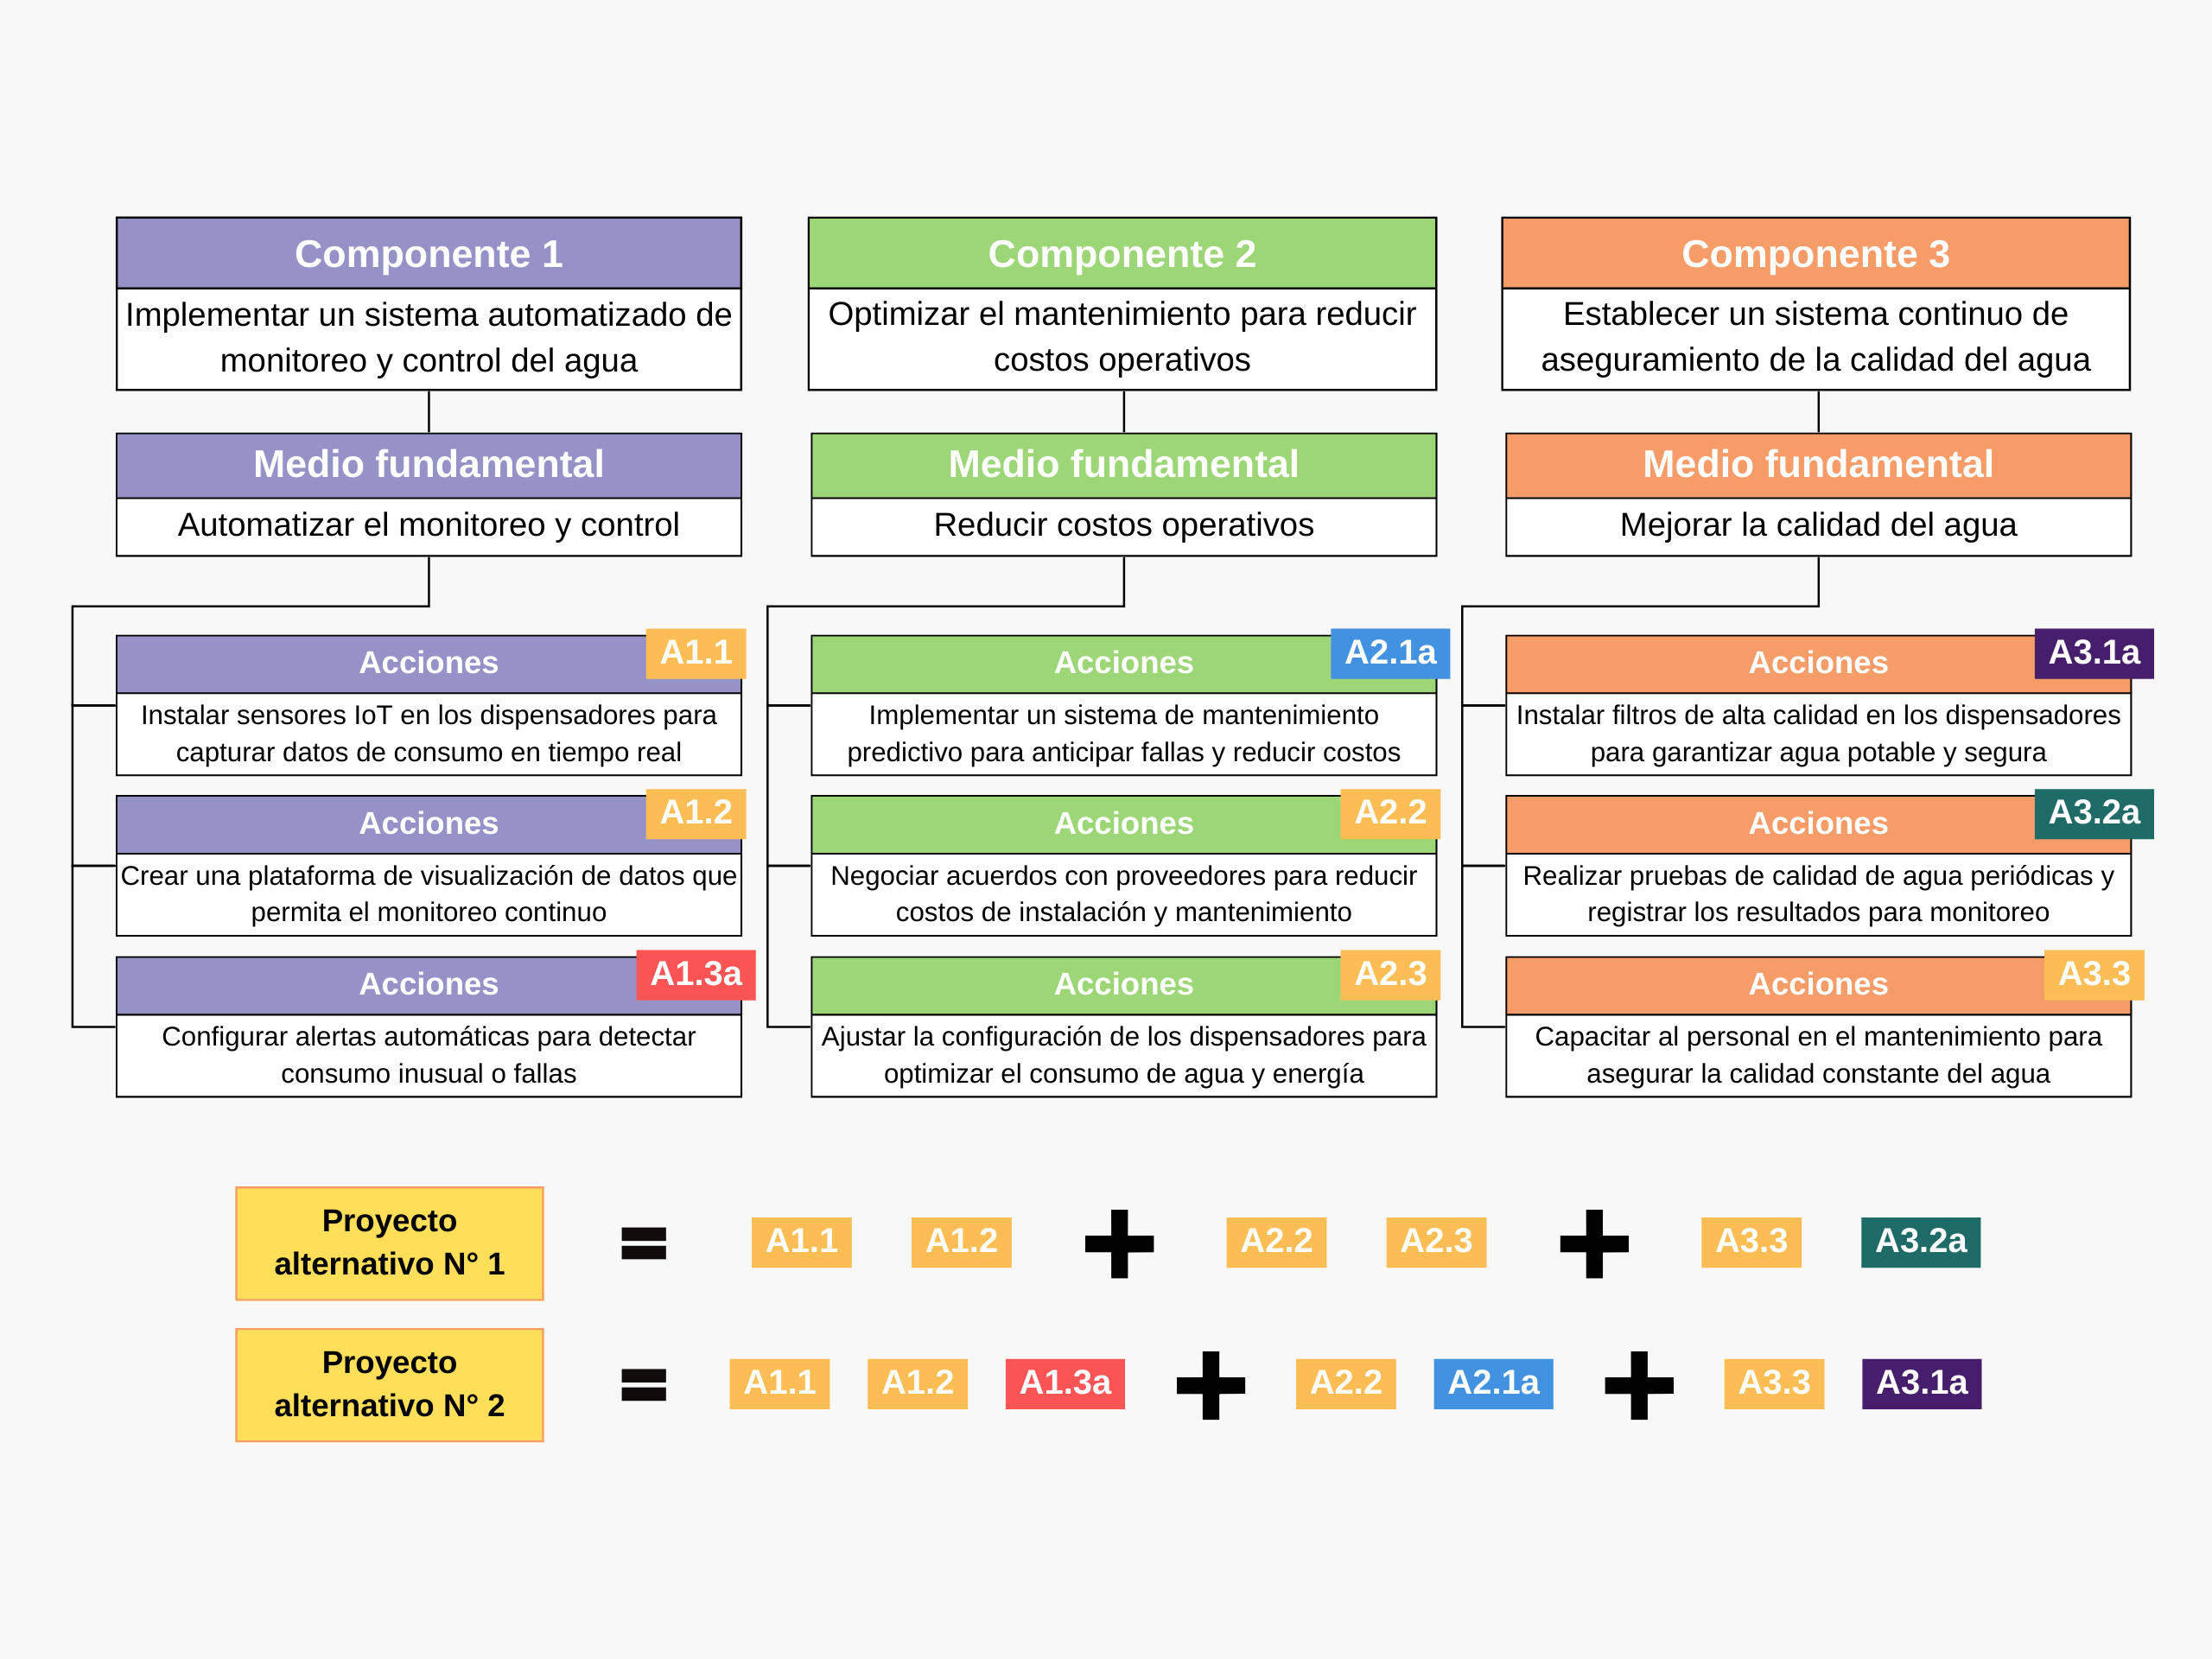 Componente 1
Implementar un sistema automatizado de
monitoreo y control del agua
Medio fundamental
Automatizar el monitoreo y control
Acciones
A1.1
Instalar sensores IoT en los dispensadores para
capturar datos de consumo en tiempo real
Acciones
A1.2
Crear una plataforma de visualización de datos que
permita el monitoreo continuo
Acciones
A1.3a
Configurar alertas automáticas para detectar
consumo inusual o fallas
Componente 2
Optimizar el mantenimiento para reducir
costos operativos
Medio fundamental
Reducir costos operativos
Acciones
A2.1a
Implementar un sistema de mantenimiento
predictivo para anticipar fallas y reducir costos
Acciones
A2.2
Negociar acuerdos con proveedores para reducir
costos de instalación y mantenimiento
Acciones
A2.3
Ajustar la configuración de los dispensadores para
optimizar el consumo de agua y energía
Componente 3
Establecer un sistema continuo de
aseguramiento de la calidad del agua
Medio fundamental
Mejorar la calidad del agua
Acciones
A3.1a
Instalar filtros de alta calidad en los dispensadores
para garantizar agua potable y segura
Acciones
A3.2a
Realizar pruebas de calidad de agua periódicas y
registrar los resultados para monitoreo
Acciones
A3.3
Capacitar al personal en el mantenimiento para
asegurar la calidad constante del agua
Proyecto
alternativo N° 1
= A1.1 A1.2 + A2.2 A2.3 + A3.3 A3.2a
Proyecto
alternativo N° 2
= A1.1 A1.2 A1.3a + A2.2 A2.1a + A3.3 A3.1a